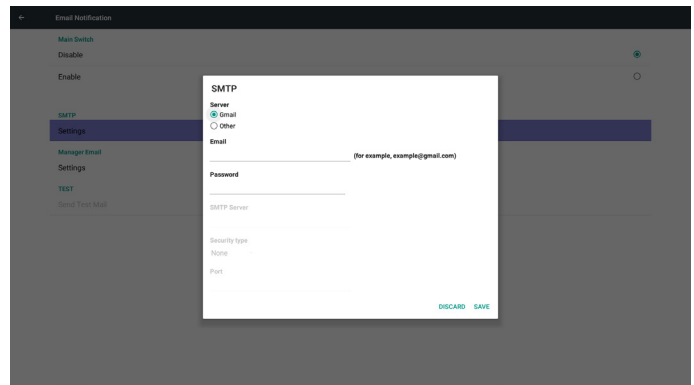 ← Email Notification
Main Switch
Disable
Enable
SMTP
Settings
Manager Email
Settings
TEST
Send Test Mail
SMTP
Server
Gmail
Other
Email
(for example, example@gmail.com)
Password
SMTP Server
Security type
None
Port
DISCARD SAVE